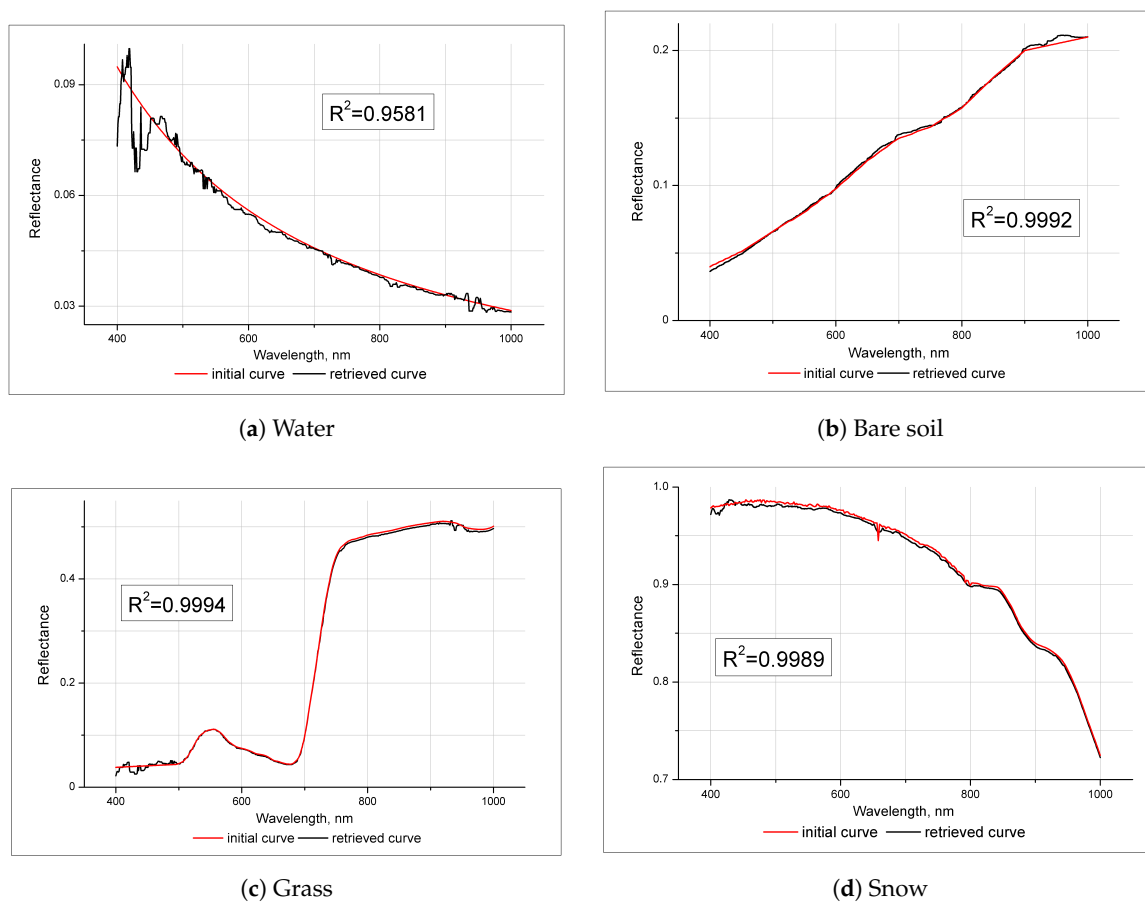 0.09
0.06
0.03
Reflectance
R²=0.9581
400
600
800
1000
Wavelength, nm
initial curve retrieved curve
(a) Water
0.2
0.1
0
Reflectance
R²=0.9992
400
600
800
1000
Wavelength, nm
initial curve retrieved curve
(b) Bare soil
0.4
0.2
0
Reflectance
R²=0.9994
400
600
800
1000
Wavelength, nm
initial curve retrieved curve
(c) Grass
1.0
0.9
0.8
0.7
Reflectance
R²=0.9989
400
600
800
1000
Wavelength, nm
initial curve retrieved curve
(d) Snow